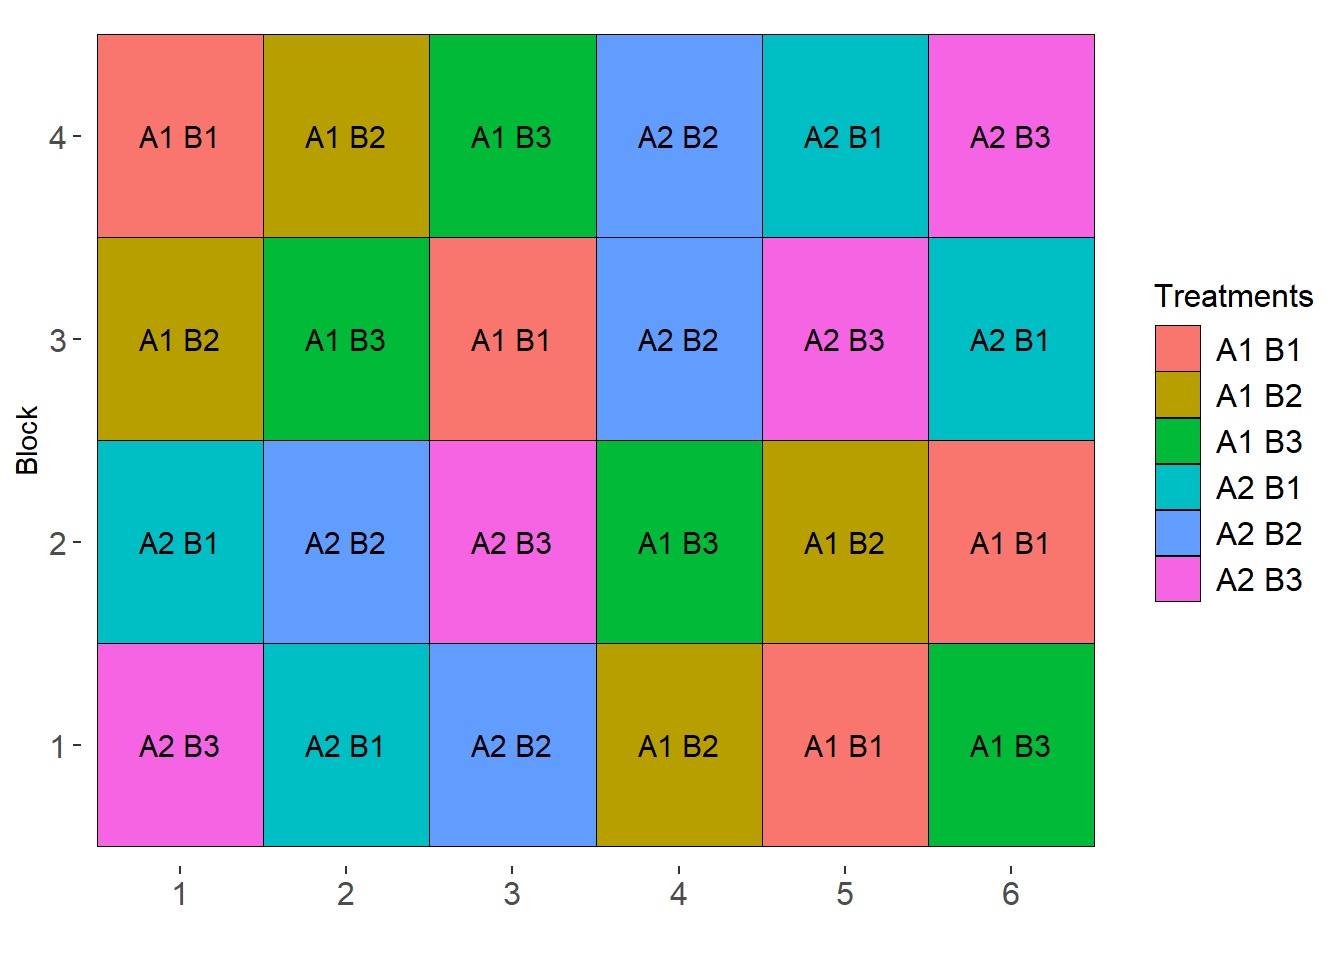 4
A1 B1 A1 B2 A1 B3 A2 B2 A2 B1 A2 B3
3
A1 B2 A1 B3 A1 B1 A2 B2 A2 B3 A2 B1
Block
2
A2 B1 A2 B2 A2 B3 A1 B3 A1 B2 A1 B1
1
A2 B3 A2 B1 A2 B2 A1 B2 A1 B1 A1 B3
1 2 3 4 5 6
Treatments
A1 B1
A1 B2
A1 B3
A2 B1
A2 B2
A2 B3